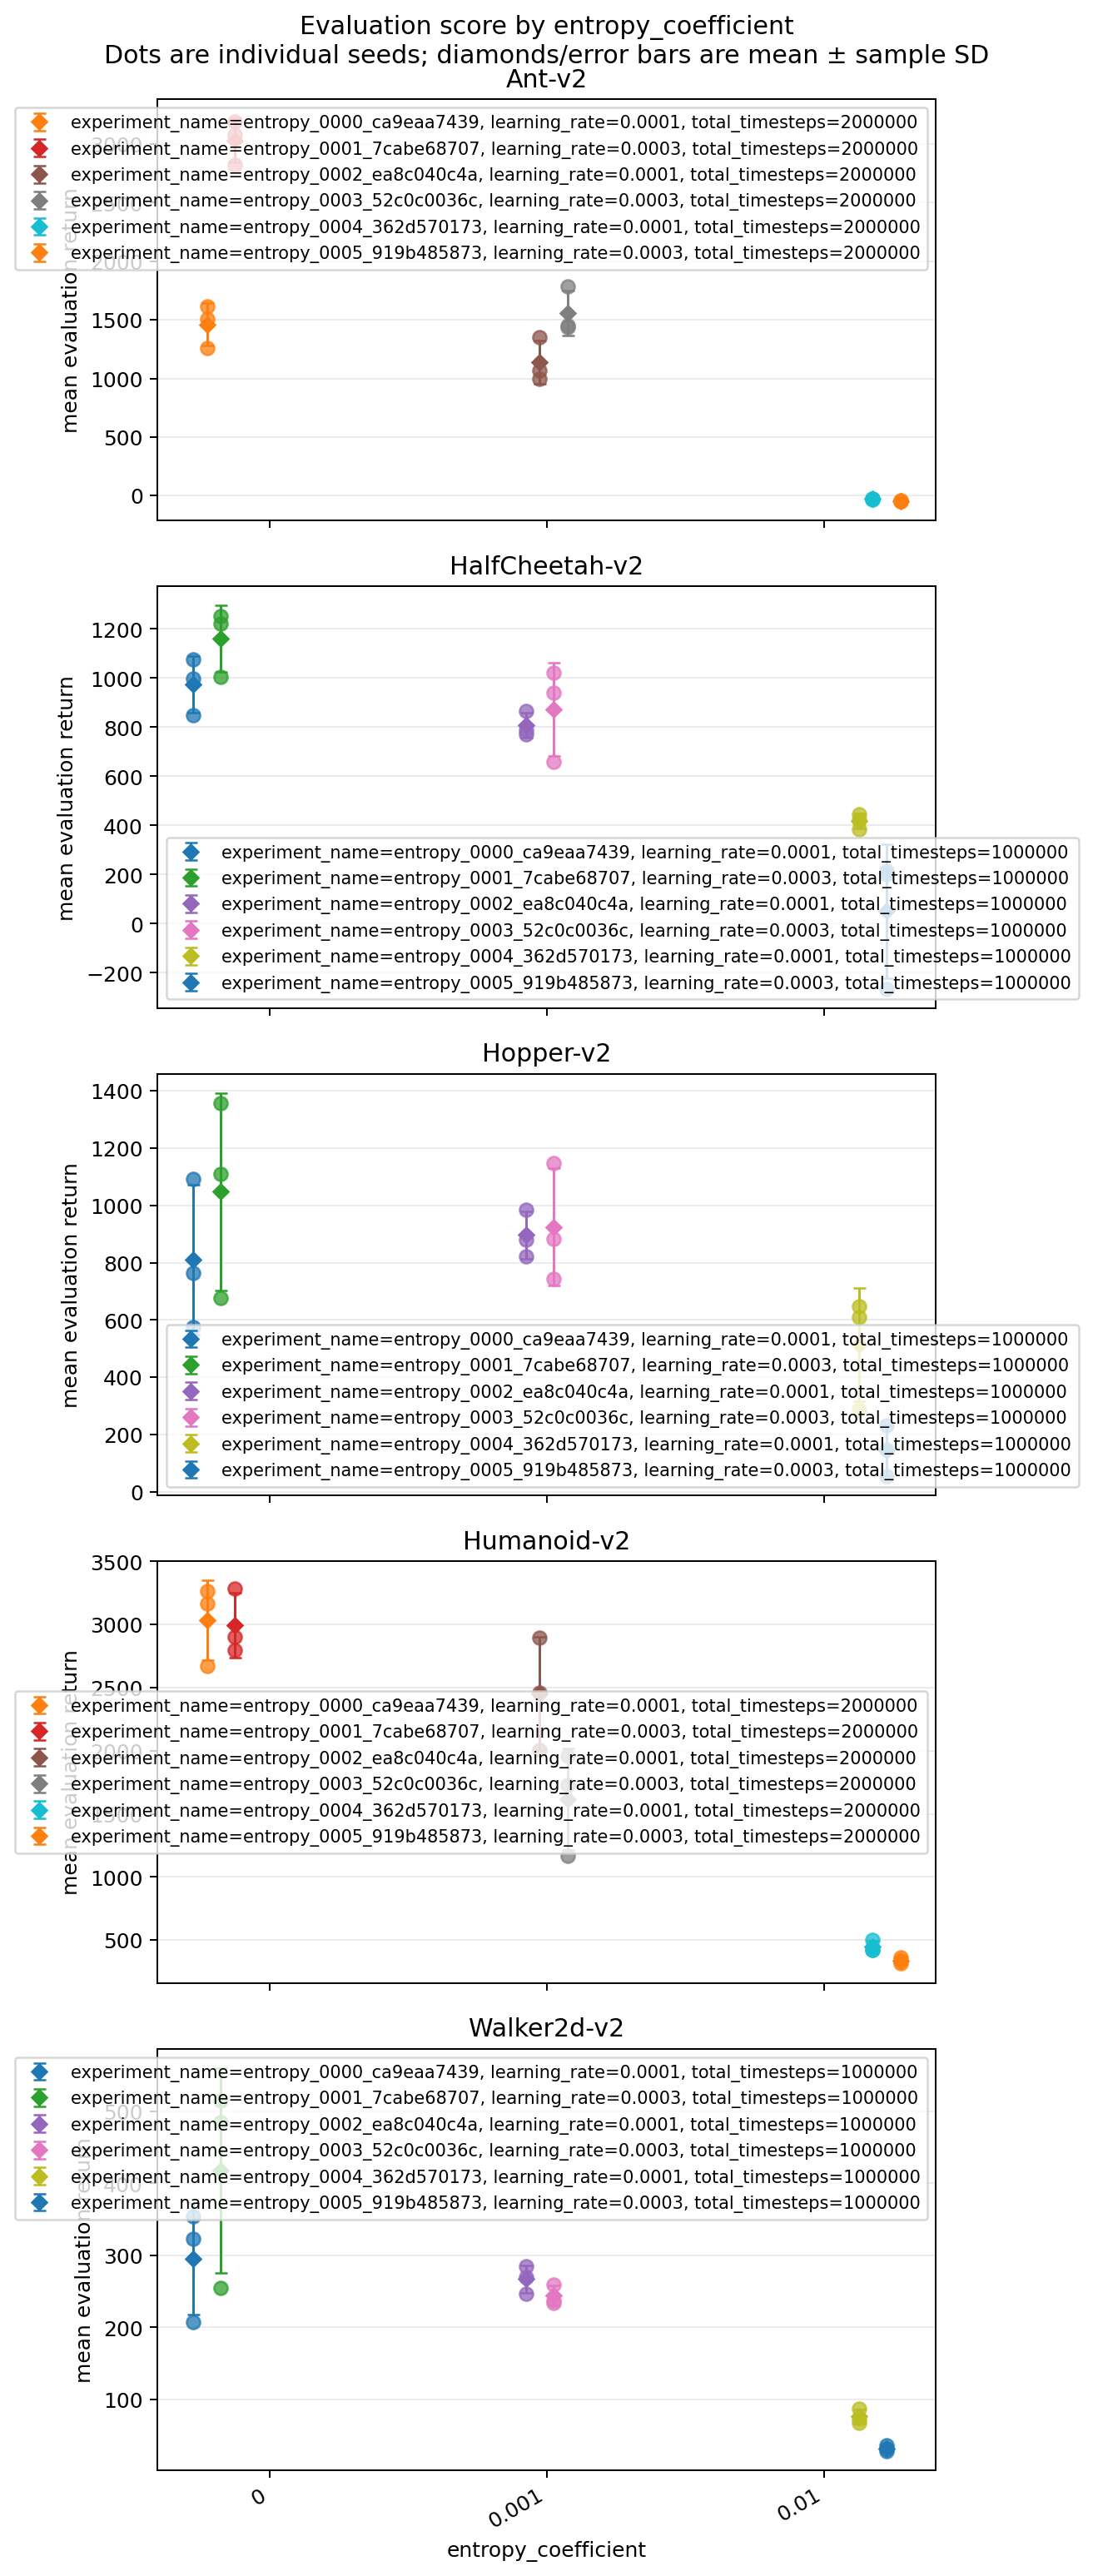 Evaluation score by entropy_coefficient
Dots are individual seeds; diamonds/error bars are mean ± sample SD
Ant-v2
experiment_name=entropy_0000_ca9eaa7439, learning_rate=0.0001, total_timesteps=2000000
experiment_name=entropy_0001_7cabe68707, learning_rate=0.0003, total_timesteps=2000000
experiment_name=entropy_0002_ea8c040c4a, learning_rate=0.0001, total_timesteps=2000000
experiment_name=entropy_0003_52c0c0036c, learning_rate=0.0003, total_timesteps=2000000
experiment_name=entropy_0004_362d570173, learning_rate=0.0001, total_timesteps=2000000
experiment_name=entropy_0005_919b485873, learning_rate=0.0003, total_timesteps=2000000
mean evaluation return
3000
2000
1500
1000
500
0
HalfCheetah-v2
mean evaluation return
1200
1000
800
600
400
200
0
−200
experiment_name=entropy_0000_ca9eaa7439, learning_rate=0.0001, total_timesteps=1000000
experiment_name=entropy_0001_7cabe68707, learning_rate=0.0003, total_timesteps=1000000
experiment_name=entropy_0002_ea8c040c4a, learning_rate=0.0001, total_timesteps=1000000
experiment_name=entropy_0003_52c0c0036c, learning_rate=0.0003, total_timesteps=1000000
experiment_name=entropy_0004_362d570173, learning_rate=0.0001, total_timesteps=1000000
experiment_name=entropy_0005_919b485873, learning_rate=0.0003, total_timesteps=1000000
Hopper-v2
mean evaluation return
1400
1200
1000
800
600
400
200
0
experiment_name=entropy_0000_ca9eaa7439, learning_rate=0.0001, total_timesteps=1000000
experiment_name=entropy_0001_7cabe68707, learning_rate=0.0003, total_timesteps=1000000
experiment_name=entropy_0002_ea8c040c4a, learning_rate=0.0001, total_timesteps=1000000
experiment_name=entropy_0003_52c0c0036c, learning_rate=0.0003, total_timesteps=1000000
experiment_name=entropy_0004_362d570173, learning_rate=0.0001, total_timesteps=1000000
experiment_name=entropy_0005_919b485873, learning_rate=0.0003, total_timesteps=1000000
Humanoid-v2
mean evaluation return
3500
3000
2500
1000
500
experiment_name=entropy_0000_ca9eaa7439, learning_rate=0.0001, total_timesteps=2000000
experiment_name=entropy_0001_7cabe68707, learning_rate=0.0003, total_timesteps=2000000
experiment_name=entropy_0002_ea8c040c4a, learning_rate=0.0001, total_timesteps=2000000
experiment_name=entropy_0003_52c0c0036c, learning_rate=0.0003, total_timesteps=2000000
experiment_name=entropy_0004_362d570173, learning_rate=0.0001, total_timesteps=2000000
experiment_name=entropy_0005_919b485873, learning_rate=0.0003, total_timesteps=2000000
Walker2d-v2
experiment_name=entropy_0000_ca9eaa7439, learning_rate=0.0001, total_timesteps=1000000
experiment_name=entropy_0001_7cabe68707, learning_rate=0.0003, total_timesteps=1000000
experiment_name=entropy_0002_ea8c040c4a, learning_rate=0.0001, total_timesteps=1000000
experiment_name=entropy_0003_52c0c0036c, learning_rate=0.0003, total_timesteps=1000000
experiment_name=entropy_0004_362d570173, learning_rate=0.0001, total_timesteps=1000000
experiment_name=entropy_0005_919b485873, learning_rate=0.0003, total_timesteps=1000000
mean evaluation return
500
400
300
200
100
0
0.001
0.01
entropy_coefficient